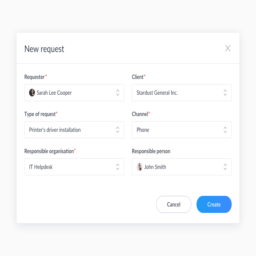 New request
X
Requester*
Client*
Sarah Lee Cooper
Stardust General Inc.
Type of request*
Channel*
Printer's driver installation
Phone
Responsible organisation*
Responsible person
IT Helpdesk
John Smith
Cancel
Create